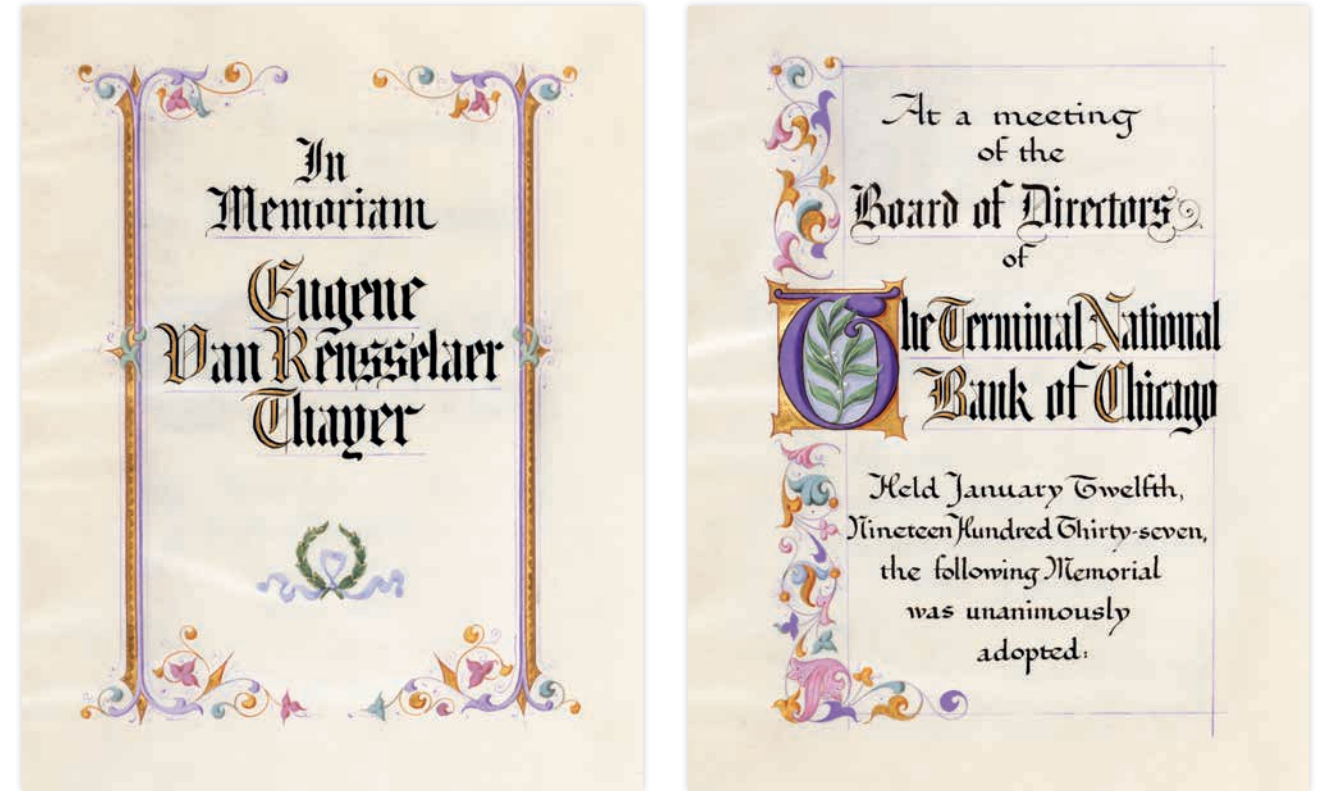 In
Memoriam
Eugene
Van Rensselaer
Thayer
At a meeting
of the
Board of Directors
of
The Terminal National
Bank of Chicago
Held January Twelfth,
Nineteen Hundred Thirty-seven,
the following Memorial
was unanimously
adopted: